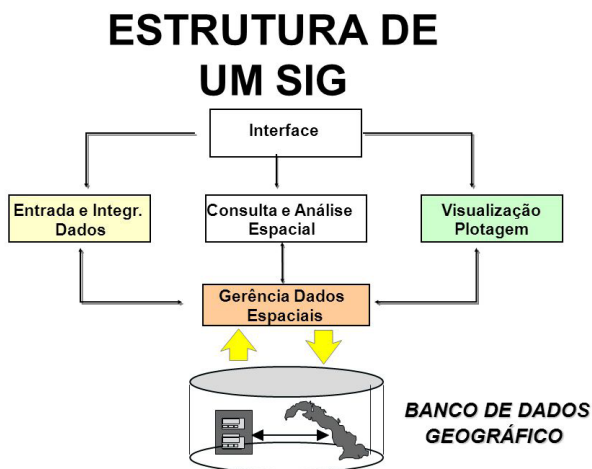 ESTRUTURA DE
UM SIG
Interface
Entrada e Integr.
Dados
Consulta e Análise
Espacial
Visualização
Plotagem
Gerência Dados
Espaciais
BANCO DE DADOS
GEOGRÁFICO